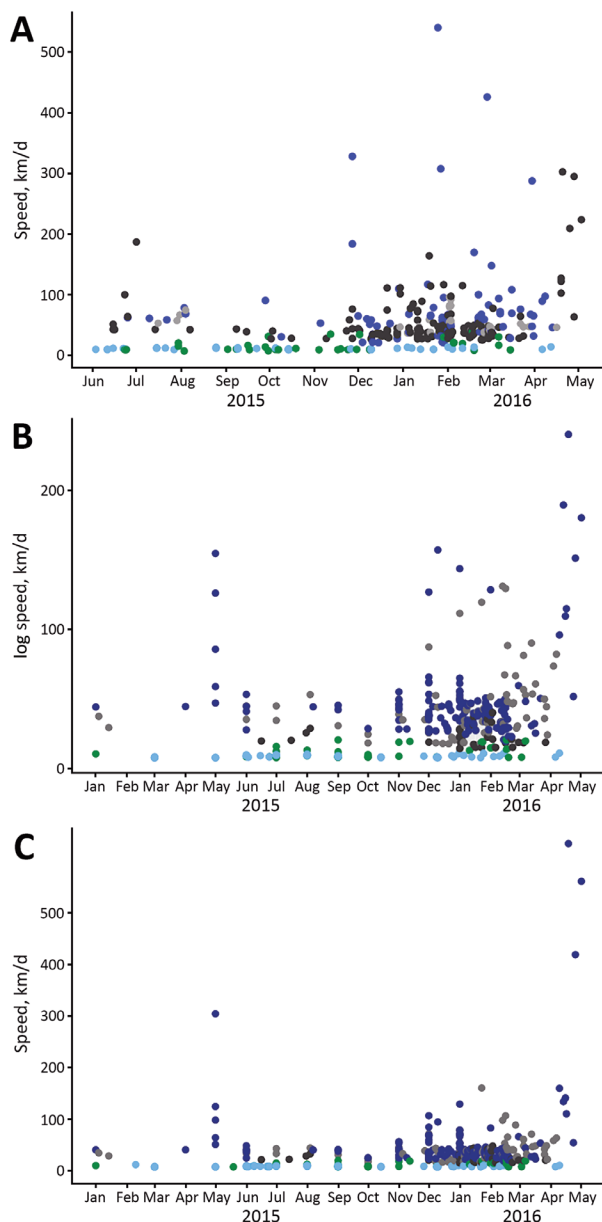 A
Speed, km/d
500
400
300
200
100
0
Jun Jul Aug Sep Oct Nov Dec Jan Feb Mar Apr May
2015 2016
B
log speed, km/d
200
100
0
Jan Feb Mar Apr May Jun Jul Aug Sep Oct Nov Dec Jan Feb Mar Apr May
2015 2016
C
Speed, km/d
500
400
300
200
100
0
Jan Feb Mar Apr May Jun Jul Aug Sep Oct Nov Dec Jan Feb Mar Apr May
2015 2016